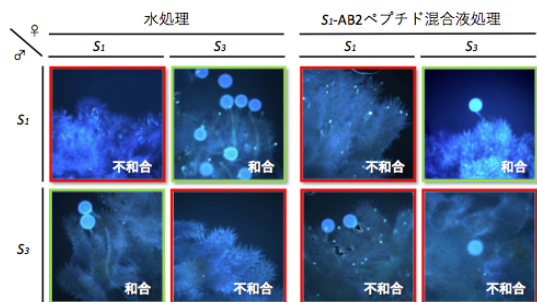 水処理 S1-AB2ペプチド混合液処理
♀
♂
S1 S3 S1 S3
S1
不和合 和合 不和合 和合
S3
和合 不和合 不和合 不和合